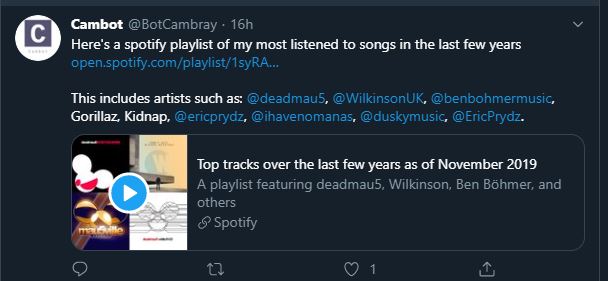 Cambot @BotCambray · 16h
Here's a spotify playlist of my most listened to songs in the last few years
open.spotify.com/playlist/1syRA...
This includes artists such as: @deadmau5, @WilkinsonUK, @benbohmermusic,
Gorillaz, Kidnap, @ericprydz, @ihavenomanas, @duskymusic, @EricPrydz.
Top tracks over the last few years as of November 2019
A playlist featuring deadmau5, Wilkinson, Ben Böhmer, and
others
Spotify
1